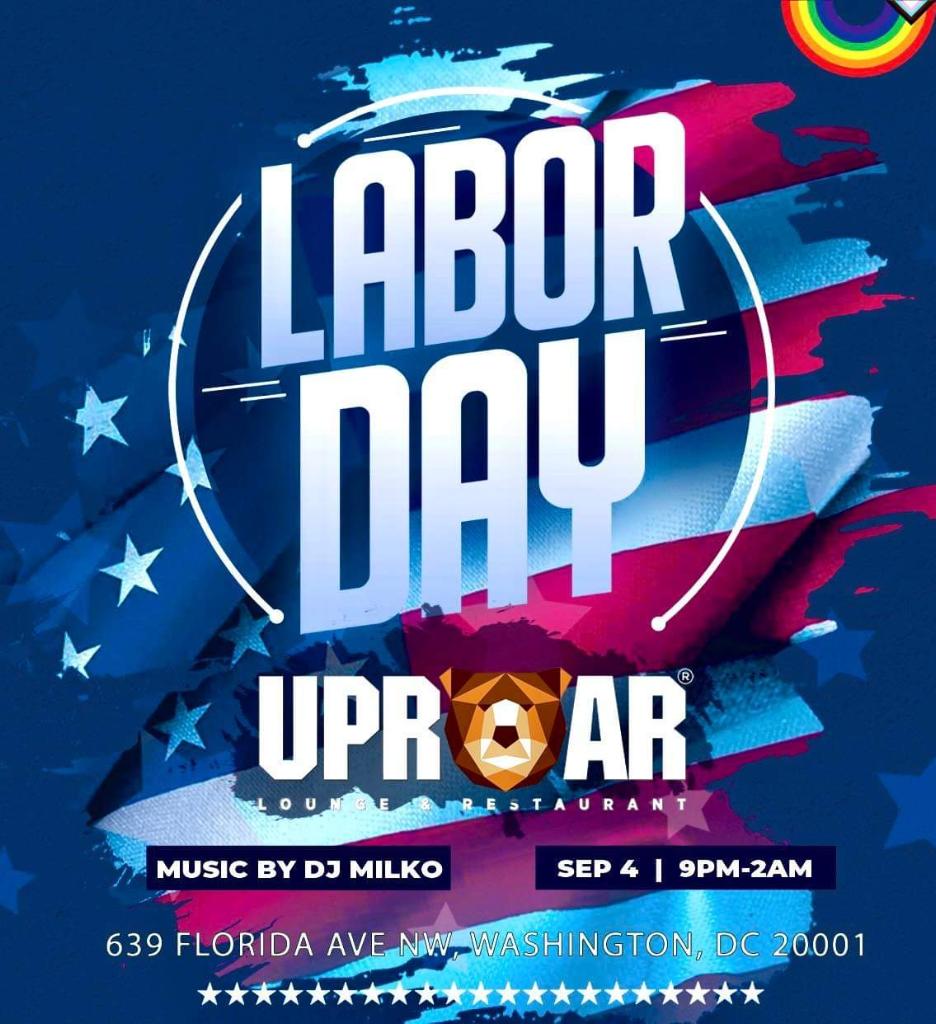 LABOR
DAY
UPROAR®
LOUNGE & RESTAURANT
MUSIC BY DJ MILKO
SEP 4 | 9PM-2AM
639 FLORIDA AVE NW, WASHINGTON, DC 20001